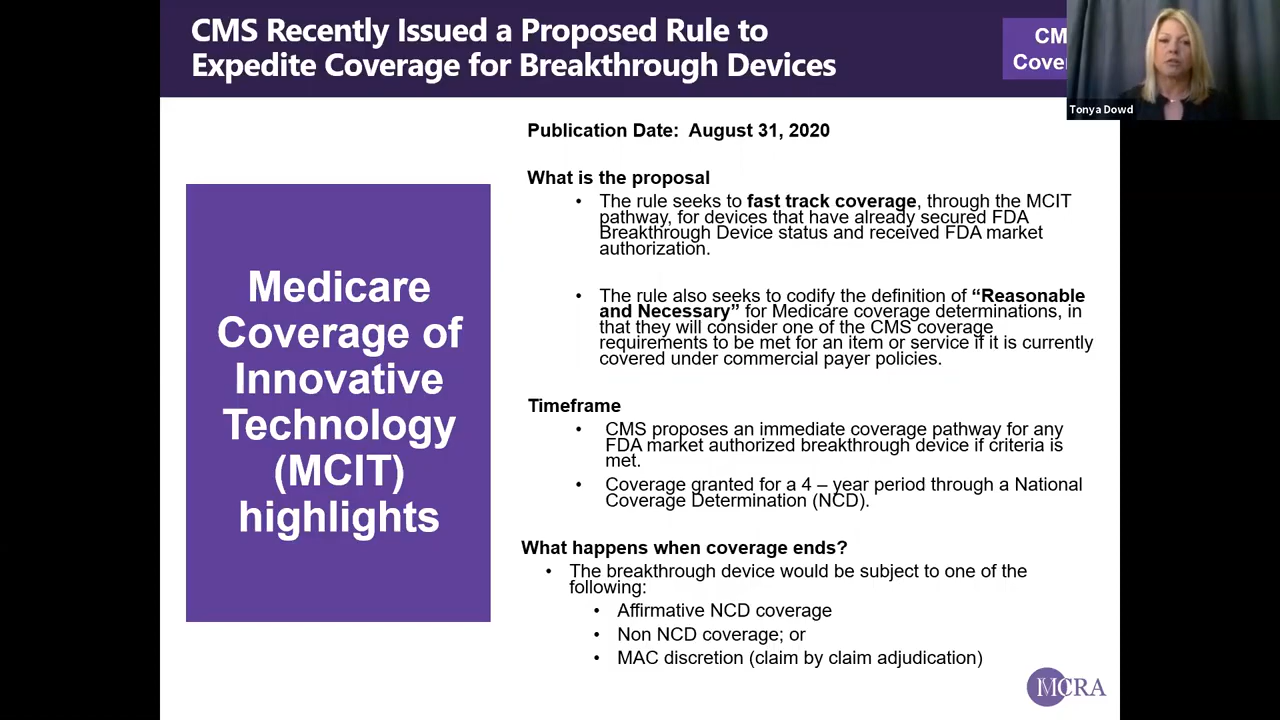 CMS Recently Issued a Proposed Rule to
Expedite Coverage for Breakthrough Devices
Tonya Dowd
Medicare
Coverage of
Innovative
Technology
(MCIT)
highlights
Publication Date: August 31, 2020
What is the proposal
• The rule seeks to fast track coverage, through the MCIT
pathway, for devices that have already secured FDA
Breakthrough Device status and received FDA market
authorization.
• The rule also seeks to codify the definition of “Reasonable
and Necessary” for Medicare coverage determinations, in
that they will consider one of the CMS coverage
requirements to be met for an item or service if it is currently
covered under commercial payer policies.
Timeframe
• CMS proposes an immediate coverage pathway for any
FDA market authorized breakthrough device if criteria is
met.
• Coverage granted for a 4 – year period through a National
Coverage Determination (NCD).
What happens when coverage ends?
• The breakthrough device would be subject to one of the
following:
• Affirmative NCD coverage
• Non NCD coverage; or
• MAC discretion (claim by claim adjudication)
MCRA